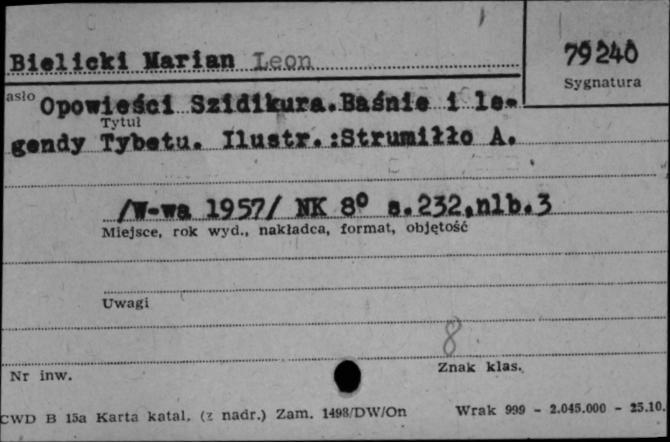 Bielicki Marian Leon
79240
Sygnatura
asło Opowieści Szidikura.Baśnie i le-
Tytuł
gendy Tybetu. Ilustr.:Strumiłło A.
/W-wa 1957/ NK 8° s.232,nlb.3
Miejsce, rok wyd., nakładca, format, objętość
Uwagi
8
Nr inw.
Znak klas.
CWD B 15a Karta katal. (z nadr.) Zam. 1498/DW/On Wrak 999 - 2.045.000 - 25.10.